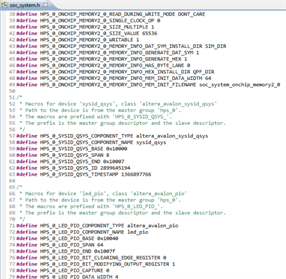 soc_system.h
38 #define HPS_0_ONCHIP_MEMORY2_0_READ_DURING_WRITE_MODE DONT_CARE
39 #define HPS_0_ONCHIP_MEMORY2_0_SINGLE_CLOCK_OP 0
40 #define HPS_0_ONCHIP_MEMORY2_0_SIZE_MULTIPLE 1
41 #define HPS_0_ONCHIP_MEMORY2_0_SIZE_VALUE 65536
42 #define HPS_0_ONCHIP_MEMORY2_0_WRITABLE 1
43 #define HPS_0_ONCHIP_MEMORY2_0_MEMORY_INFO_DAT_SYM_INSTALL_DIR SIM_DIR
44 #define HPS_0_ONCHIP_MEMORY2_0_MEMORY_INFO_GENERATE_DAT_SYM 1
45 #define HPS_0_ONCHIP_MEMORY2_0_MEMORY_INFO_GENERATE_HEX 1
46 #define HPS_0_ONCHIP_MEMORY2_0_MEMORY_INFO_HAS_BYTE_LANE 0
47 #define HPS_0_ONCHIP_MEMORY2_0_MEMORY_INFO_HEX_INSTALL_DIR QPF_DIR
48 #define HPS_0_ONCHIP_MEMORY2_0_MEMORY_INFO_MEM_INIT_DATA_WIDTH 64
49 #define HPS_0_ONCHIP_MEMORY2_0_MEMORY_INFO_MEM_INIT_FILENAME soc_system_onchip_memory2_0
50
51 /*
52 * Macros for device 'sysid_qsys', class 'altera_avalon_sysid_qsys'
53 * Path to the device is from the master group 'hps_0'.
54 * The macros are prefixed with 'HPS_0_SYSID_QSYS_'.
55 * The prefix is the master group descriptor and the slave descriptor.
56 */
57 #define HPS_0_SYSID_QSYS_COMPONENT_TYPE altera_avalon_sysid_qsys
58 #define HPS_0_SYSID_QSYS_COMPONENT_NAME sysid_qsys
59 #define HPS_0_SYSID_QSYS_BASE 0x10000
60 #define HPS_0_SYSID_QSYS_SPAN 8
61 #define HPS_0_SYSID_QSYS_END 0x10007
62 #define HPS_0_SYSID_QSYS_ID 2899645194
63 #define HPS_0_SYSID_QSYS_TIMESTAMP 1366897766
64
65 /*
66 * Macros for device 'led_pio', class 'altera_avalon_pio'
67 * Path to the device is from the master group 'hps_0'.
68 * The macros are prefixed with 'HPS_0_LED_PIO_'.
69 * The prefix is the master group descriptor and the slave descriptor.
70 */
71 #define HPS_0_LED_PIO_COMPONENT_TYPE altera_avalon_pio
72 #define HPS_0_LED_PIO_COMPONENT_NAME led_pio
73 #define HPS_0_LED_PIO_BASE 0x10040
74 #define HPS_0_LED_PIO_SPAN 64
75 #define HPS_0_LED_PIO_END 0x1007f
76 #define HPS_0_LED_PIO_BIT_CLEARING_EDGE_REGISTER 0
77 #define HPS_0_LED_PIO_BIT_MODIFYING_OUTPUT_REGISTER 1
78 #define HPS_0_LED_PIO_CAPTURE 0
79 #define HPS_0_LED_PIO_DATA_WIDTH 4